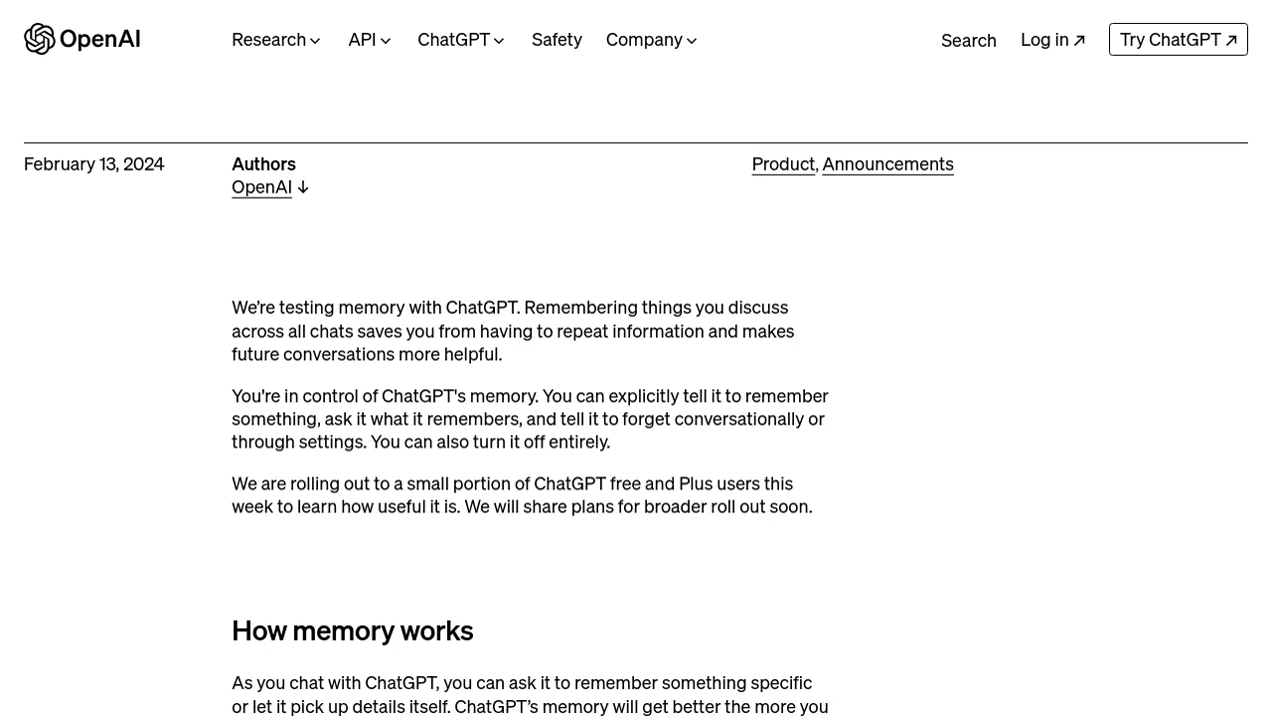 OpenAI Research API ChatGPT Safety Company Search Log in ↗ Try ChatGPT ↗
February 13, 2024 Authors Product, Announcements
OpenAI ↓
We’re testing memory with ChatGPT. Remembering things you discuss
across all chats saves you from having to repeat information and makes
future conversations more helpful.
You're in control of ChatGPT's memory. You can explicitly tell it to remember
something, ask it what it remembers, and tell it to forget conversationally or
through settings. You can also turn it off entirely.
We are rolling out to a small portion of ChatGPT free and Plus users this
week to learn how useful it is. We will share plans for broader roll out soon.
How memory works
As you chat with ChatGPT, you can ask it to remember something specific
or let it pick up details itself. ChatGPT’s memory will get better the more you